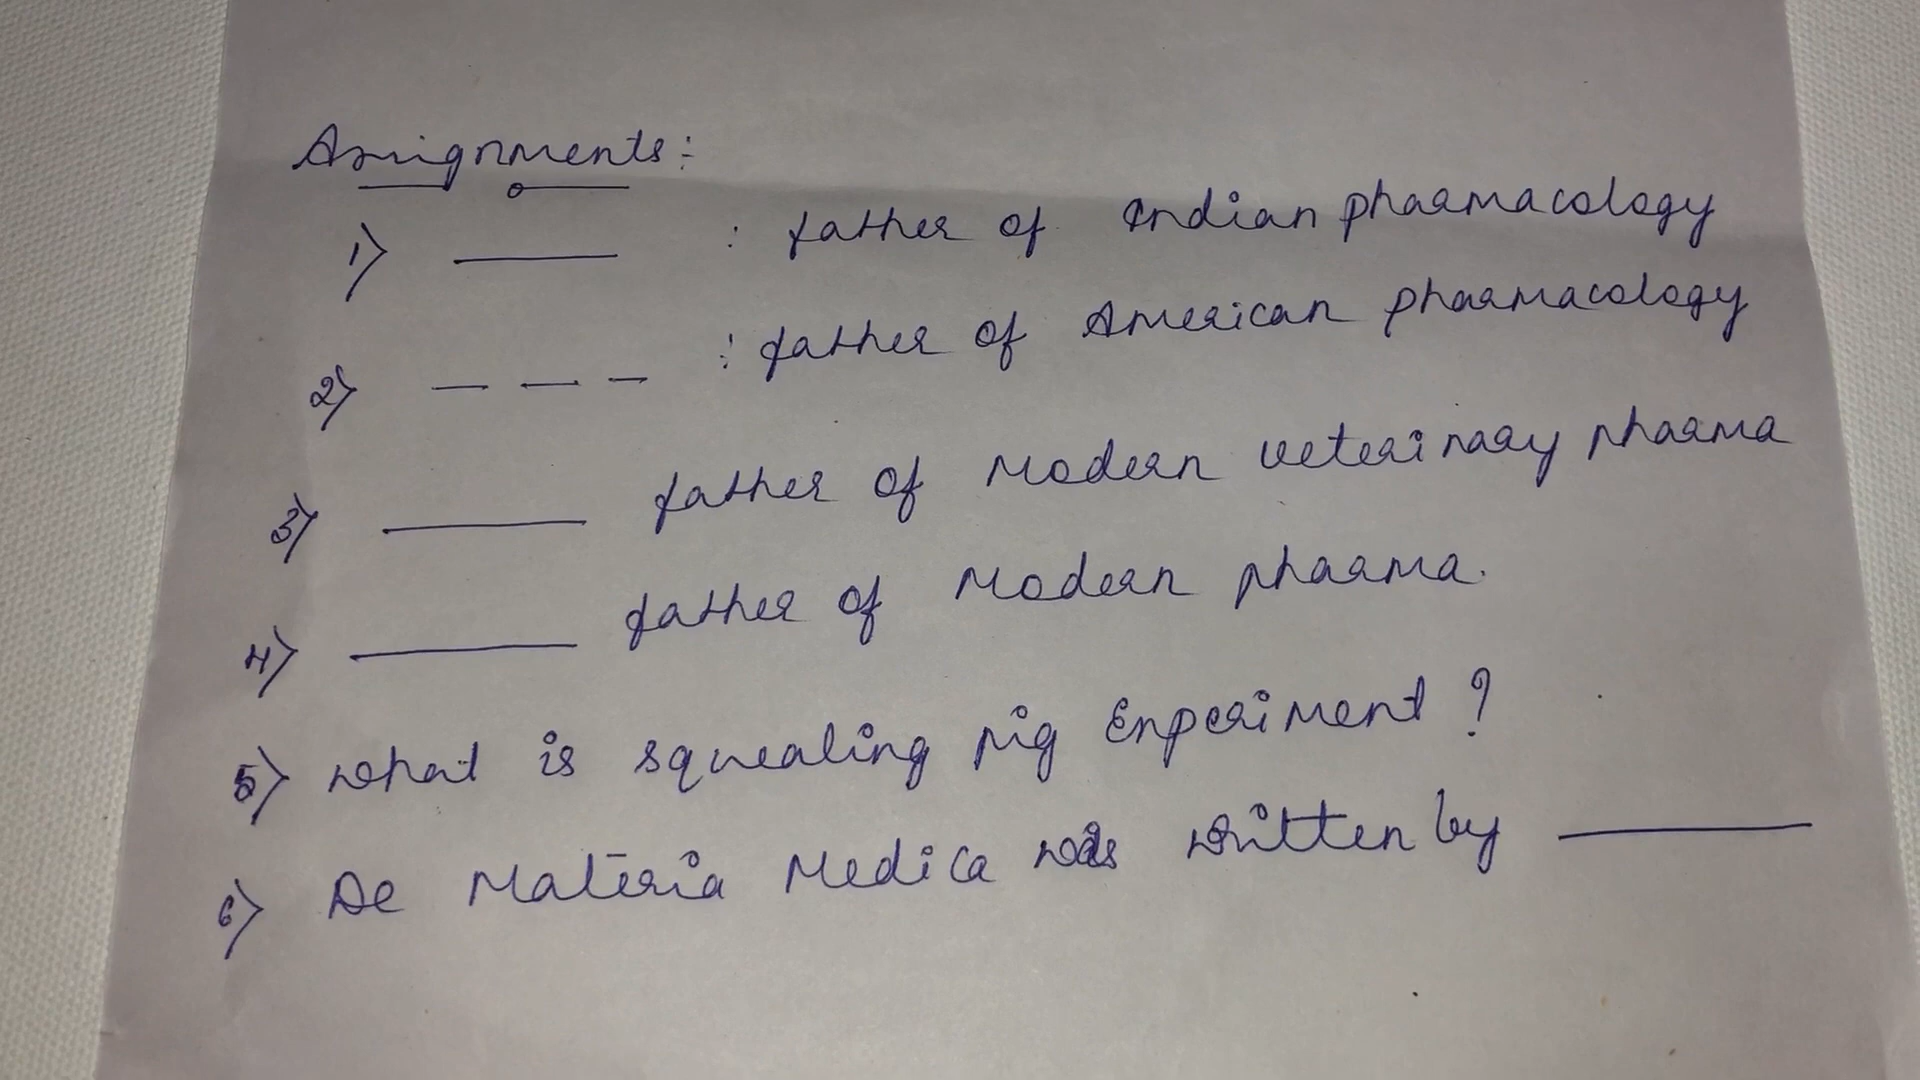 Assignments:
1) ______ : father of Indian pharmacology
2) _ _ _ : father of American pharmacology
3) ______ father of Modern veterinary pharma
4) ______ father of Modern pharma.
5) what is squealing pig Experiment ?
6) De Materia Medica was written by ______